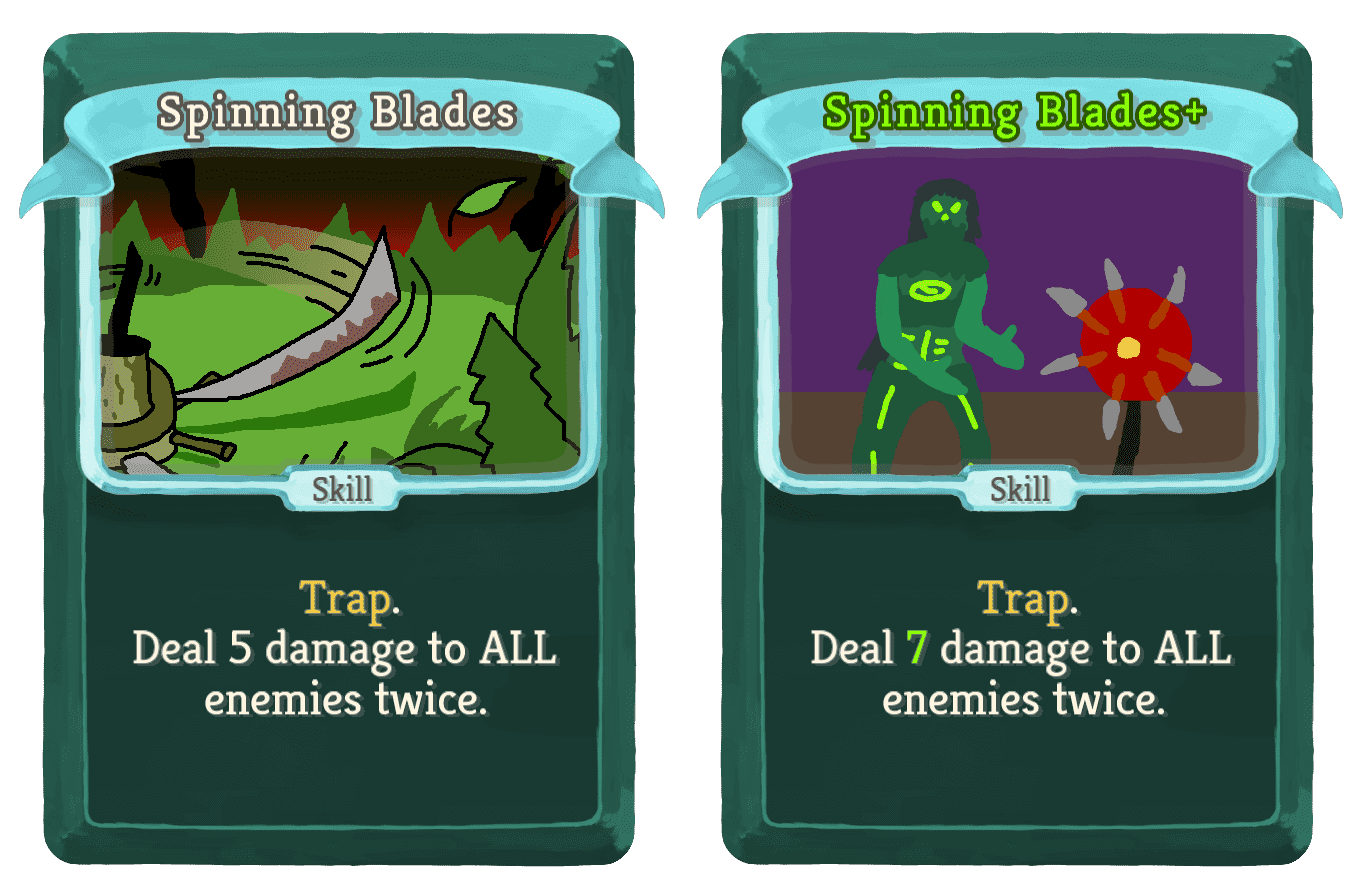 Spinning Blades
Skill
Trap.
Deal 5 damage to ALL
enemies twice.
Spinning Blades+
Skill
Trap.
Deal 7 damage to ALL
enemies twice.